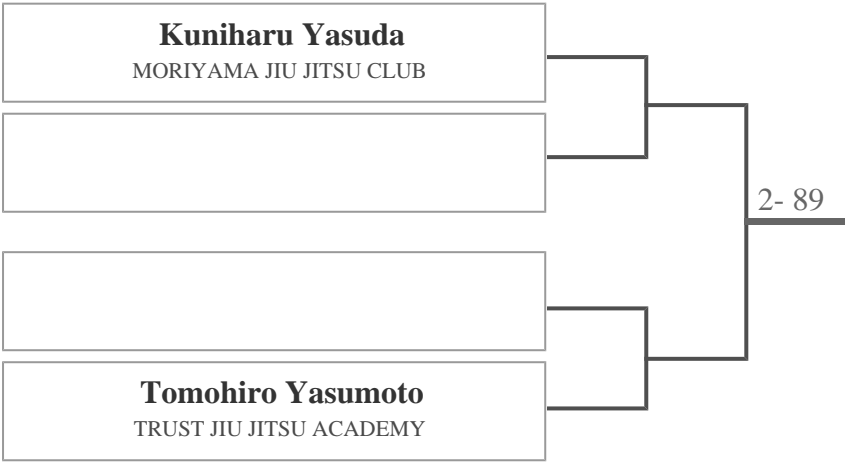 Kuniharu Yasuda
MORIYAMA JIU JITSU CLUB
2- 89
Tomohiro Yasumoto
TRUST JIU JITSU ACADEMY